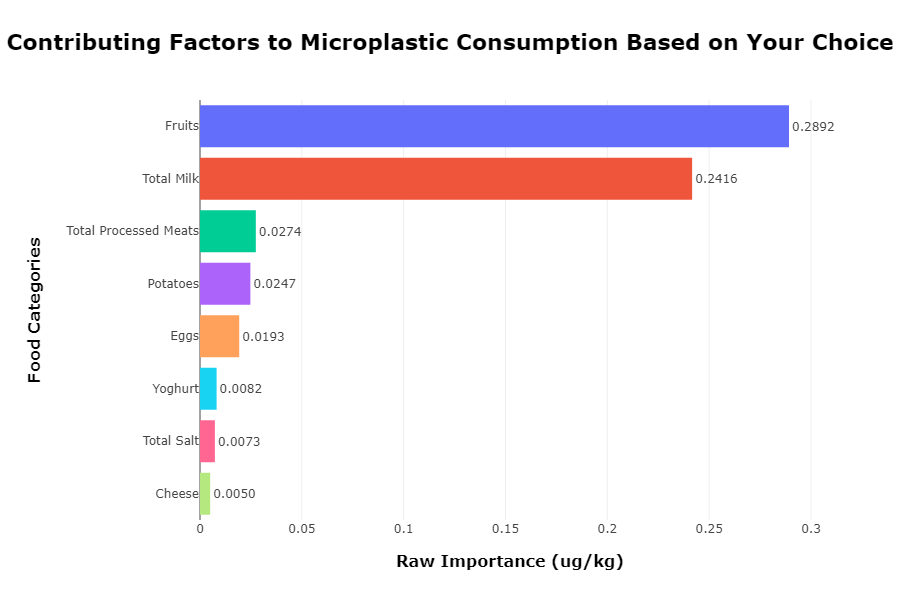 Contributing Factors to Microplastic Consumption Based on Your Choice
Food Categories
Fruits 0.2892
Total Milk 0.2416
Total Processed Meats 0.0274
Potatoes 0.0247
Eggs 0.0193
Yoghurt 0.0082
Total Salt 0.0073
Cheese 0.0050
0 0.05 0.1 0.15 0.2 0.25 0.3
Raw Importance (ug/kg)